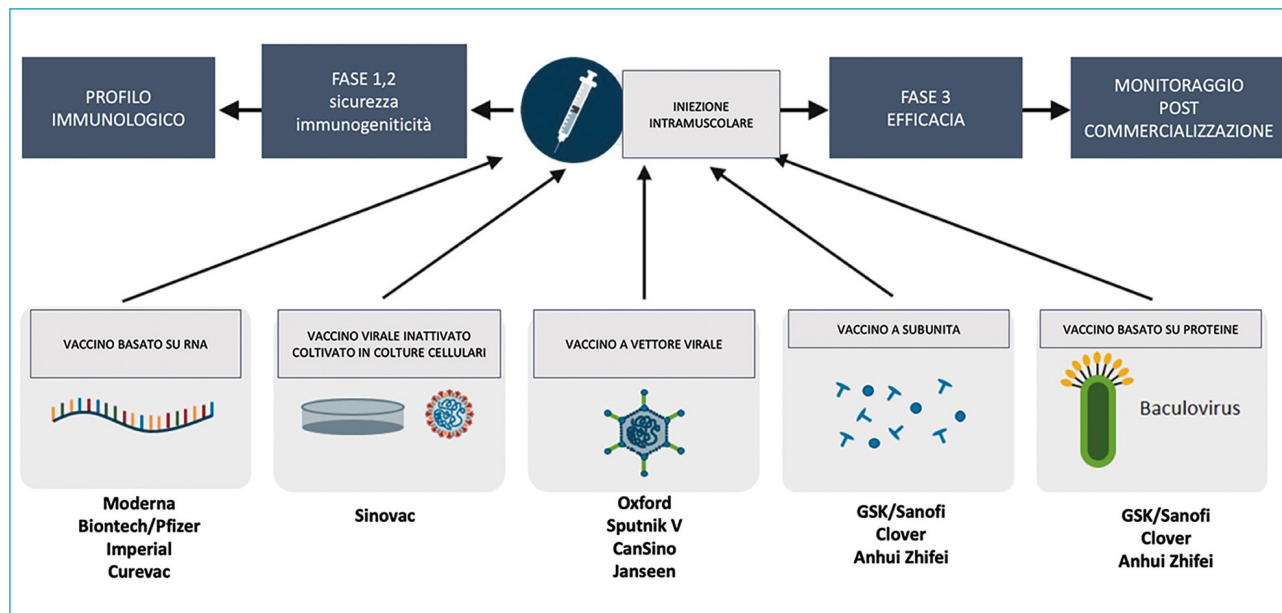 PROFILO
IMMUNOLOGICO
FASE 1,2
sicurezza
immunogeniticità
INIEZIONE
INTRAMUSCOLARE
FASE 3
EFFICACIA
MONITORAGGIO
POST
COMMERCIALIZZAZIONE
VACCINO BASATO SU RNA
VACCINO VIRALE INATTIVATO
COLTIVATO IN COLTURE CELLULARI
VACCINO A VETTORE VIRALE
VACCINO A SUBUNITA
VACCINO BASATO SU PROTEINE
Baculovirus
Moderna
Biontech/Pfizer
Imperial
Curevac
Sinovac
Oxford
Sputnik V
CanSino
Janseen
GSK/Sanofi
Clover
Anhui Zhifei
GSK/Sanofi
Clover
Anhui Zhifei